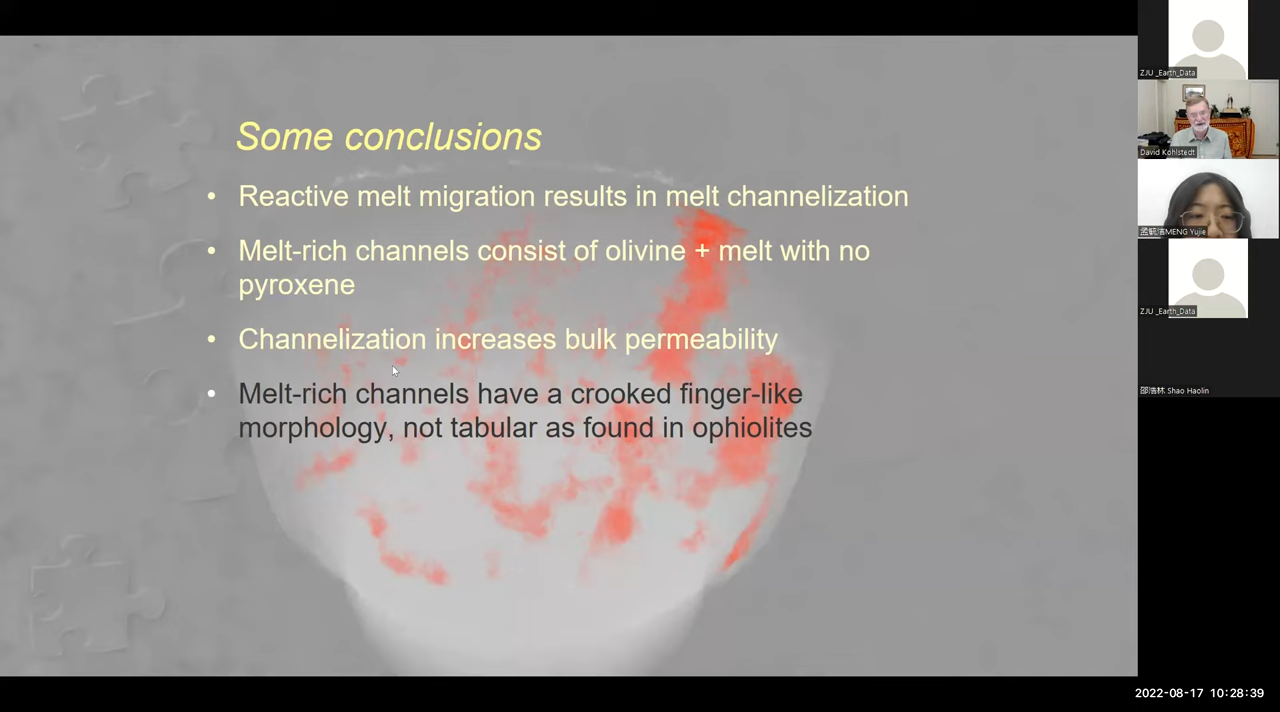 Some conclusions
• Reactive melt migration results in melt channelization
• Melt-rich channels consist of olivine + melt with no
pyroxene
• Channelization increases bulk permeability
• Melt-rich channels have a crooked finger-like
morphology, not tabular as found in ophiolites
ZJU _Earth_Data
David Kohlstedt
孟毓洁MENG Yujie
ZJU _Earth_Data
邵浩林 Shao Haolin
2022-08-17 10:28:39